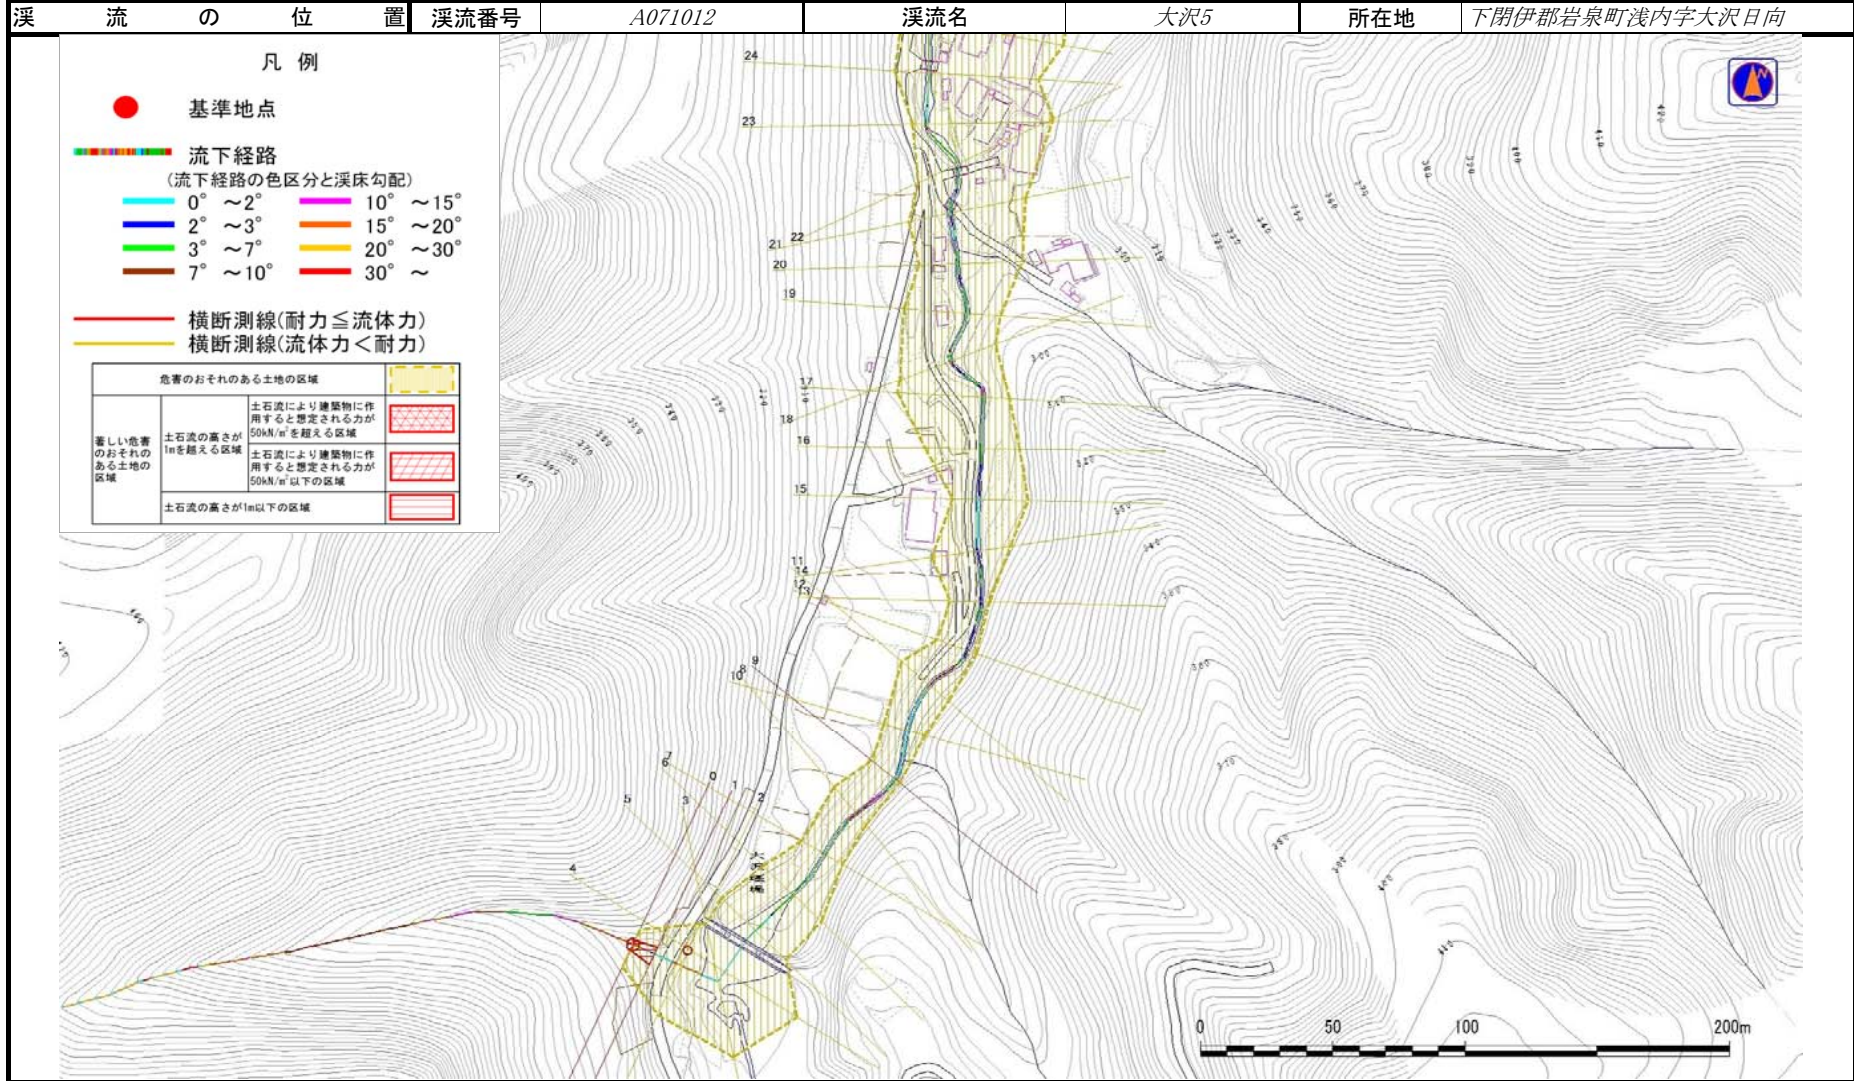 渓流の位置 渓流番号 A071012 渓流名 大沢5 所在地 下閉伊郡岩泉町浅内字大沢日向
凡 例
基準地点
流下経路
(流下経路の色区分と渓床勾配)
0° ～2° 10° ～15°
2° ～3° 15° ～20°
3° ～7° 20° ～30°
7° ～10° 30° ～
横断測線(耐力≦流体力)
横断測線(流体力＜耐力)
危害のおそれのある土地の区域
著しい危害のおそれのある土地の区域
土石流の高さが1mを越える区域
土石流により建築物に作用すると想定される力が50kN/㎡を超える区域
土石流により建築物に作用すると想定される力が50kN/㎡以下の区域
土石流の高さが1m以下の区域
N
24
23
22
21
20
19
17
18
16
15
11
14
12
13
9
8
10
7
6
0
1
2
3
5
4
0 50 100 200m